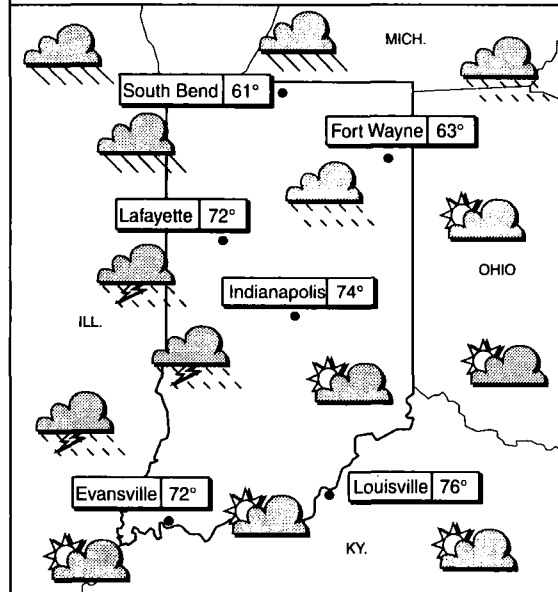 MICH.
South Bend 61°
Fort Wayne 63°
Lafayette 72°
OHIO
Indianapolis 74°
ILL.
Evansville 72°
Louisville 76°
KY.